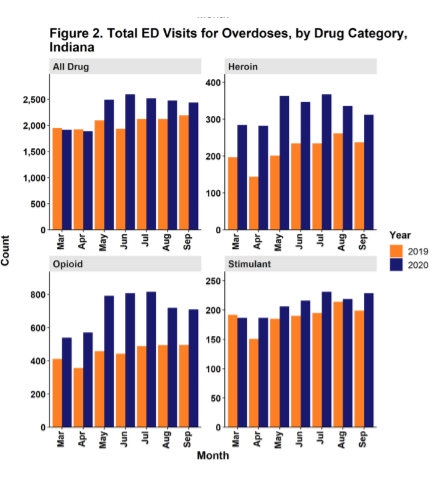 Figure 2. Total ED Visits for Overdoses, by Drug Category,
Indiana
All Drug
2,500
2,000
1,500
1,000
500
0
Mar Apr May Jun Jul Aug Sep
Heroin
400
300
200
100
0
Mar Apr May Jun Jul Aug Sep
Count
Opioid
800
600
400
200
0
Mar Apr May Jun Jul Aug Sep
Stimulant
250
200
150
100
50
0
Mar Apr May Jun Jul Aug Sep
Month
Year
2019
2020